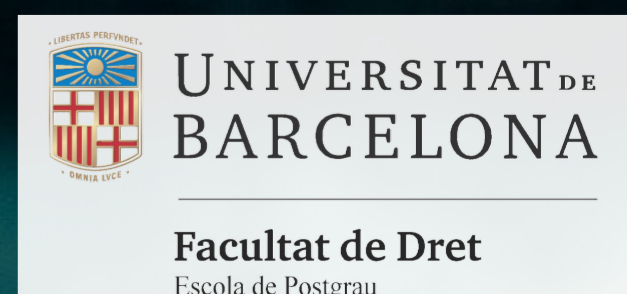 · LIBERTAS PERFVNDET ·
· OMNIA LVCE ·
UNIVERSITAT DE
BARCELONA
Facultat de Dret
Escola de Postgrau